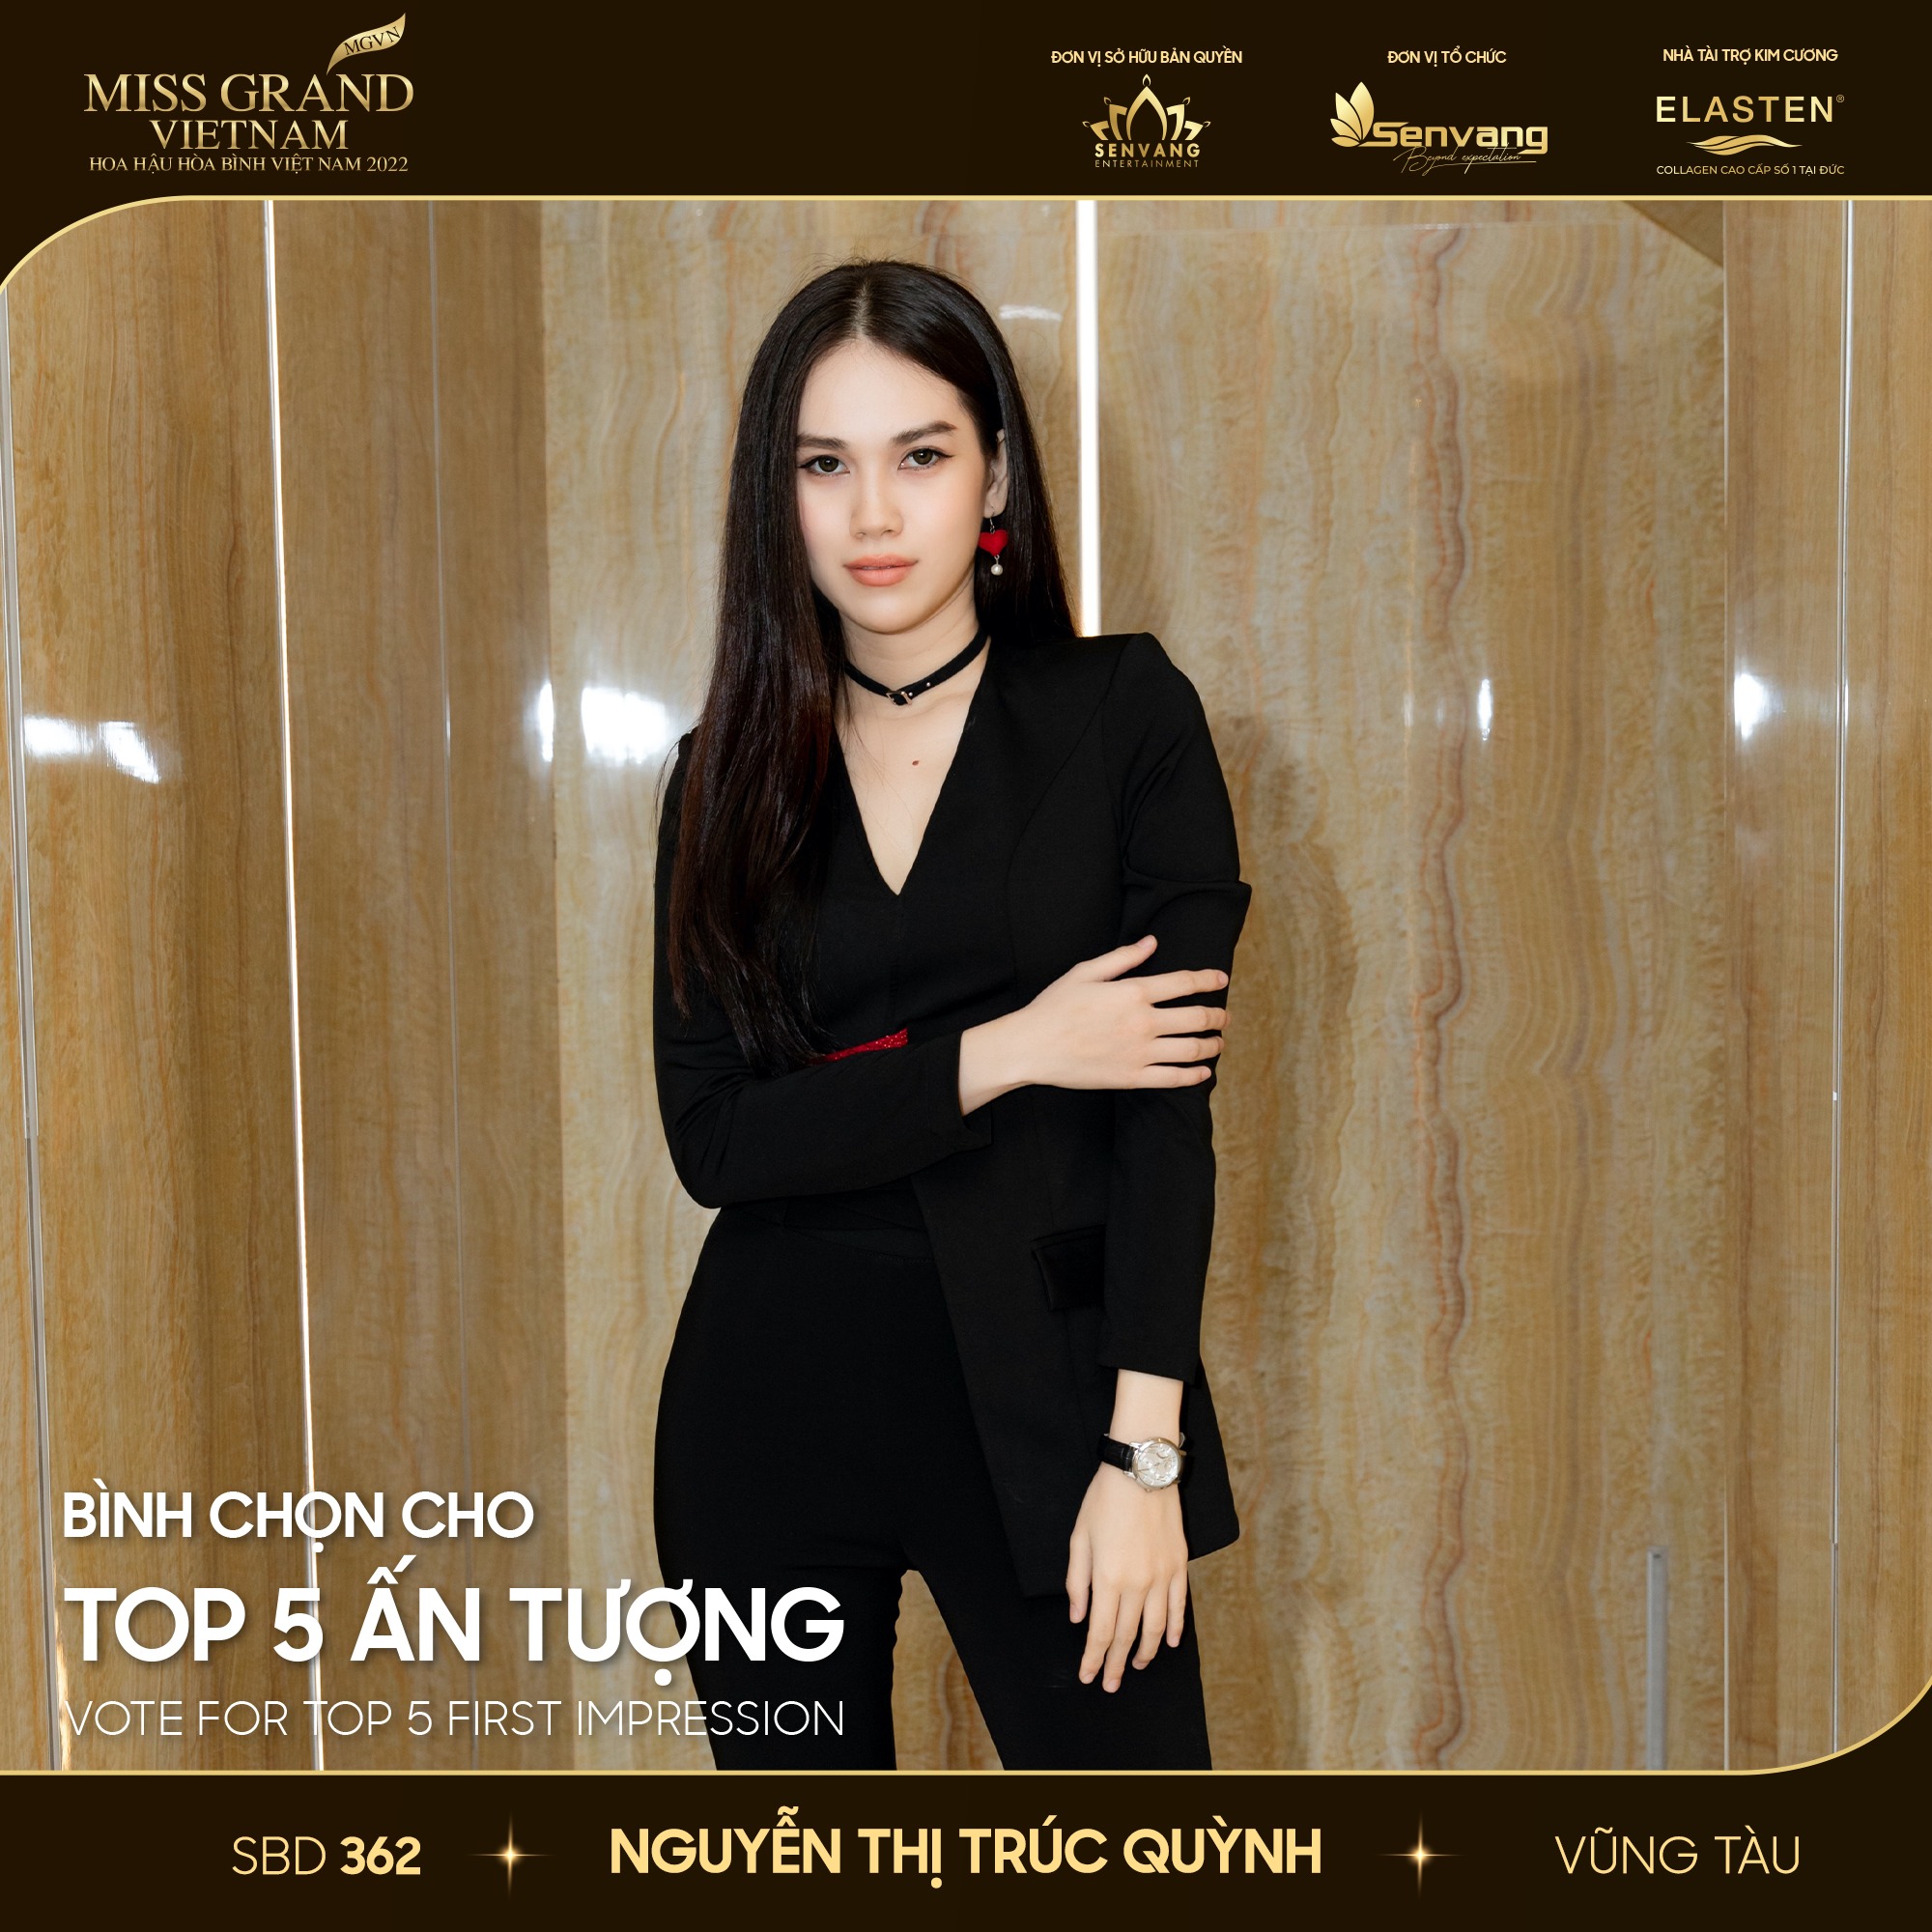 MGVN
MISS GRAND
VIETNAM
HOA HẬU HÒA BÌNH VIỆT NAM 2022
ĐƠN VỊ SỞ HỮU BẢN QUYỀN
SENVANG
ENTERTAINMENT
ĐƠN VỊ TỔ CHỨC
Senvang
Beyond expectation
NHÀ TÀI TRỢ KIM CƯƠNG
ELASTEN®
COLLAGEN CAO CẤP SỐ 1 TẠI ĐỨC
BÌNH CHỌN CHO
TOP 5 ẤN TƯỢNG
VOTE FOR TOP 5 FIRST IMPRESSION
SBD 362
NGUYỄN THỊ TRÚC QUỲNH
VŨNG TÀU